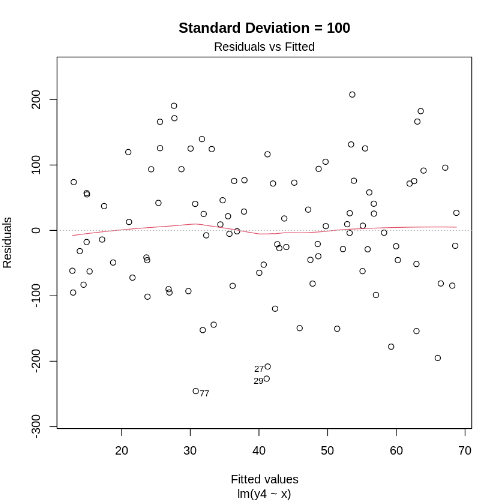 Standard Deviation = 100
Residuals vs Fitted
Residuals
200
100
0
-100
-200
-300
27
29
77
20 30 40 50 60 70
Fitted values
lm(y4 ~ x)